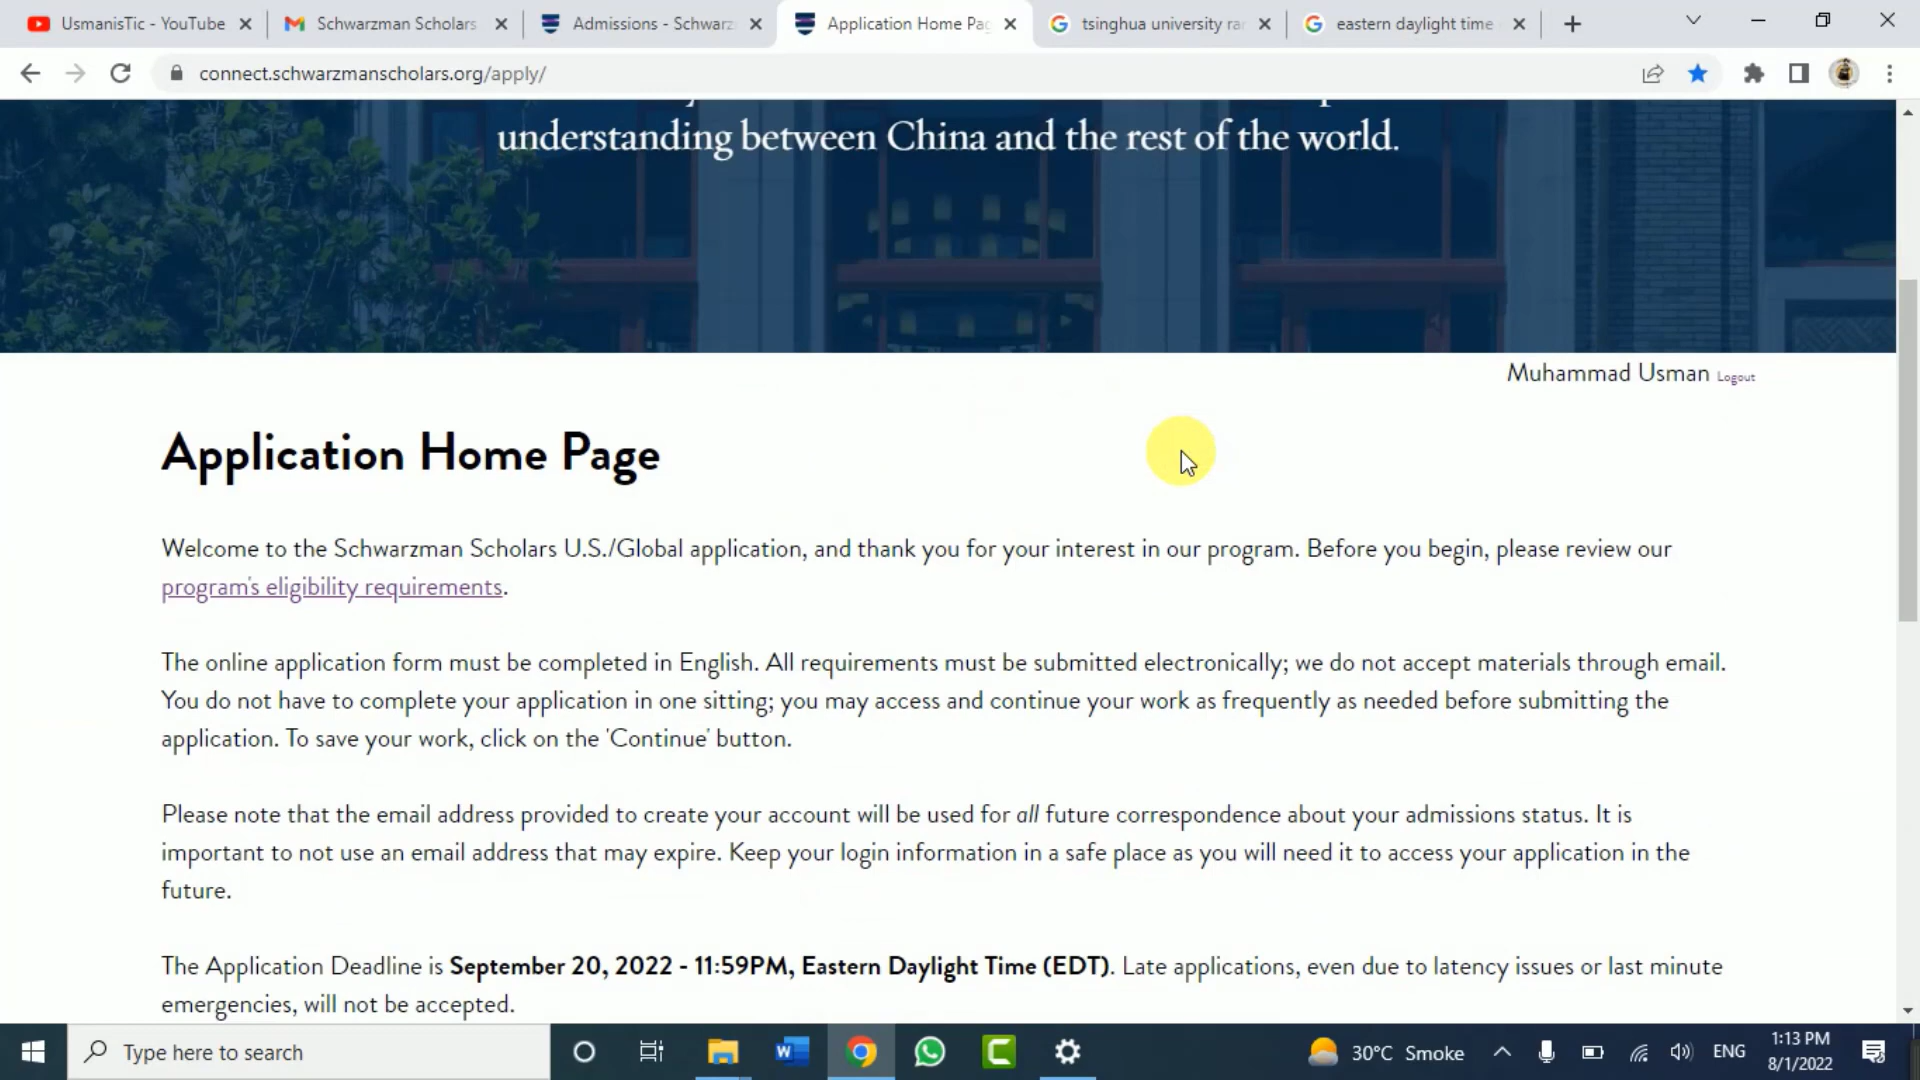 UsmanisTic - YouTube
Schwarzman Scholars
Admissions - Schwarz
Application Home Pag
tsinghua university ra
eastern daylight time
connect.schwarzmanscholars.org/apply/
understanding between China and the rest of the world.
Muhammad Usman Logout
Application Home Page
Welcome to the Schwarzman Scholars U.S./Global application, and thank you for your interest in our program. Before you begin, please review our
program's eligibility requirements.
The online application form must be completed in English. All requirements must be submitted electronically; we do not accept materials through email.
You do not have to complete your application in one sitting; you may access and continue your work as frequently as needed before submitting the
application. To save your work, click on the 'Continue' button.
Please note that the email address provided to create your account will be used for all future correspondence about your admissions status. It is
important to not use an email address that may expire. Keep your login information in a safe place as you will need it to access your application in the
future.
The Application Deadline is September 20, 2022 - 11:59PM, Eastern Daylight Time (EDT). Late applications, even due to latency issues or last minute
emergencies, will not be accepted.
Type here to search
30°C Smoke
ENG
1:13 PM
8/1/2022